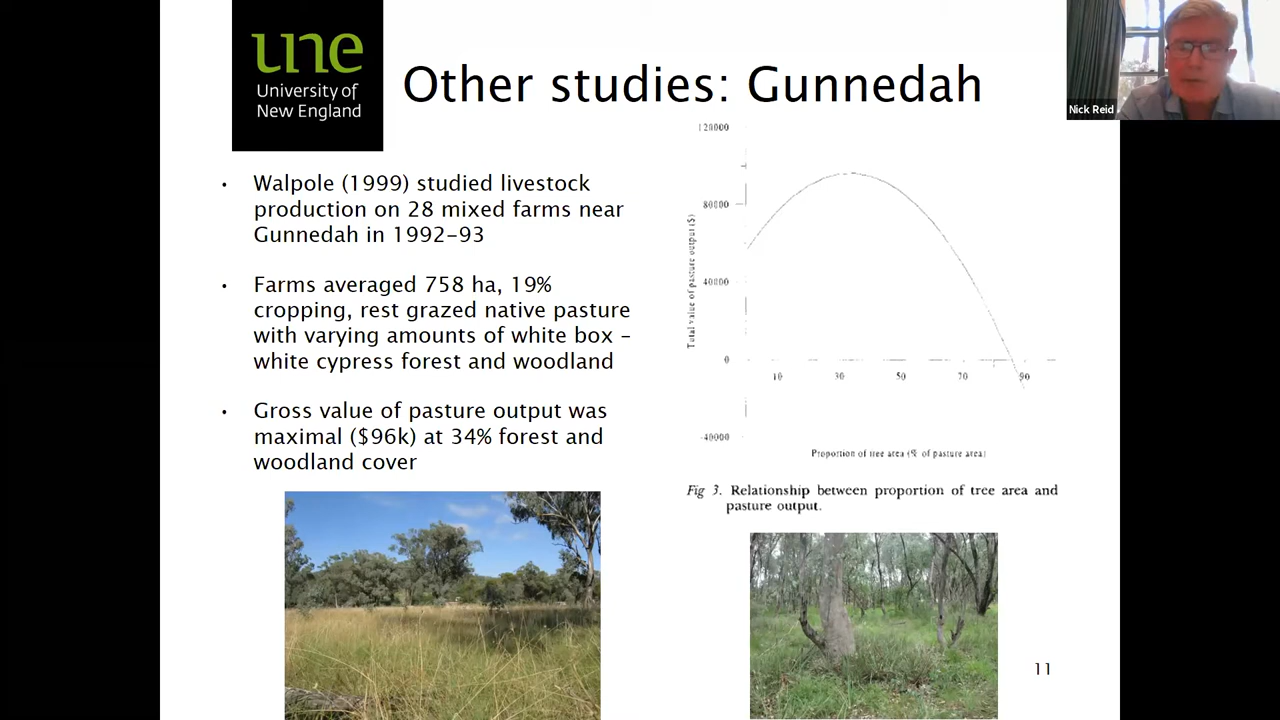 une
University of
New England
Other studies: Gunnedah
Nick Reid
• Walpole (1999) studied livestock
production on 28 mixed farms near
Gunnedah in 1992–93
• Farms averaged 758 ha, 19%
cropping, rest grazed native pasture
with varying amounts of white box –
white cypress forest and woodland
• Gross value of pasture output was
maximal ($96k) at 34% forest and
woodland cover
Total value of pasture output ($)
120000
80000
40000
0
-40000
10 30 50 70 90
Proportion of tree area (% of pasture area)
Fig 3. Relationship between proportion of tree area and
pasture output.
11